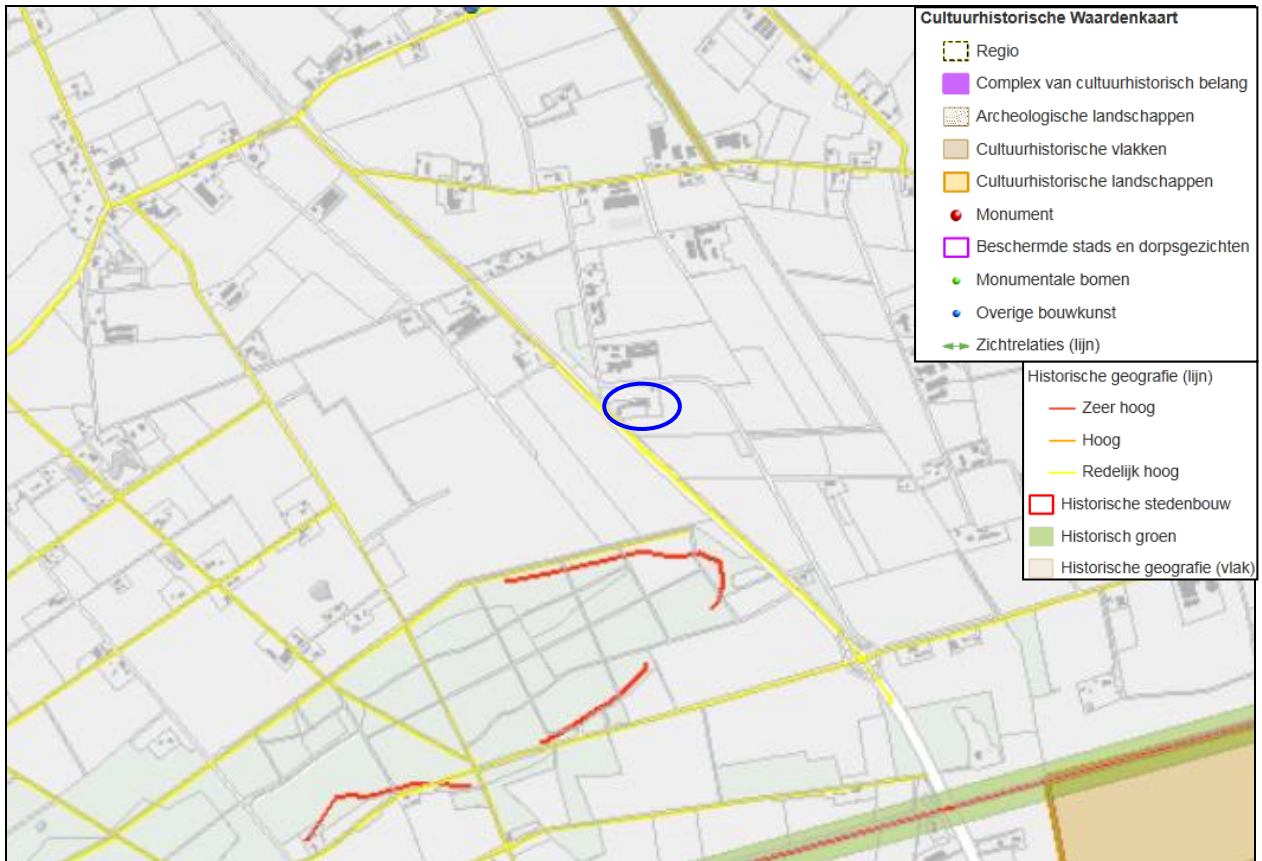 Cultuurhistorische Waardenkaart
Regio
Complex van cultuurhistorisch belang
Archeologische landschappen
Cultuurhistorische vlakken
Cultuurhistorische landschappen
Monument
Beschermde stads en dorpsgezichten
Monumentale bomen
Overige bouwkunst
Zichtrelaties (lijn)
Historische geografie (lijn)
Zeer hoog
Hoog
Redelijk hoog
Historische stedenbouw
Historisch groen
Historische geografie (vlak)